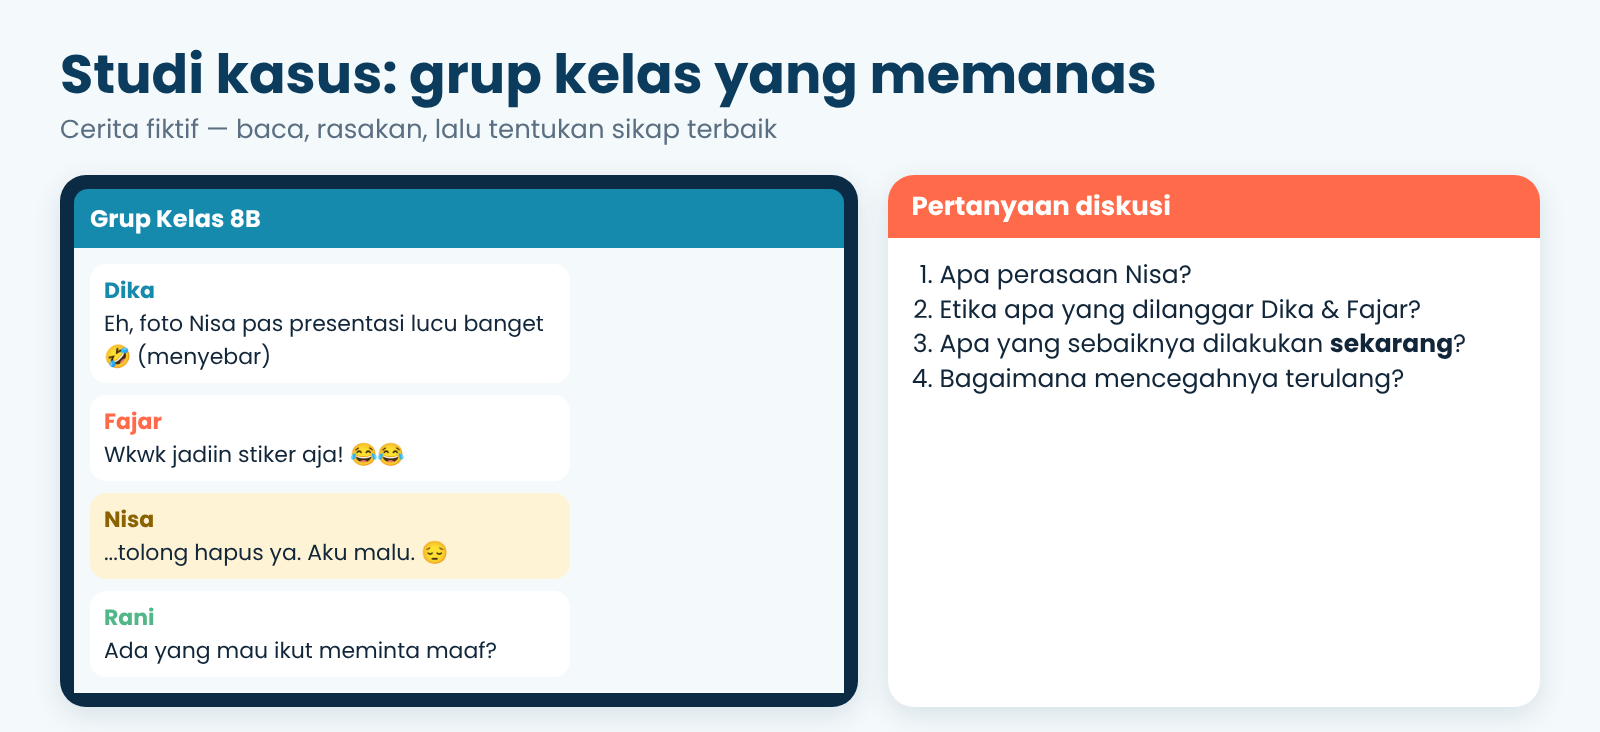 Studi kasus: grup kelas yang memanas
Cerita fiktif — baca, rasakan, lalu tentukan sikap terbaik
Grup Kelas 8B
Dika
Eh, foto Nisa pas presentasi lucu banget
🤣 (menyebar)
Fajar
Wkwk jadiin stiker aja! 😂😂
Nisa
...tolong hapus ya. Aku malu. 😔
Rani
Ada yang mau ikut meminta maaf?
Pertanyaan diskusi
1. Apa perasaan Nisa?
2. Etika apa yang dilanggar Dika & Fajar?
3. Apa yang sebaiknya dilakukan sekarang?
4. Bagaimana mencegahnya terulang?